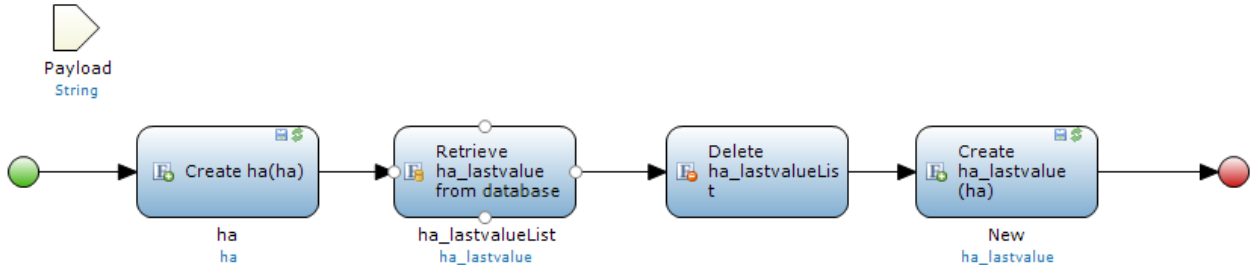 Payload
String
Create ha(ha)
ha
ha
Retrieve
ha_lastvalue
from database
ha_lastvalueList
ha_lastvalue
Delete
ha_lastvalueLis
t
Create
ha_lastvalue
(ha)
New
ha_lastvalue